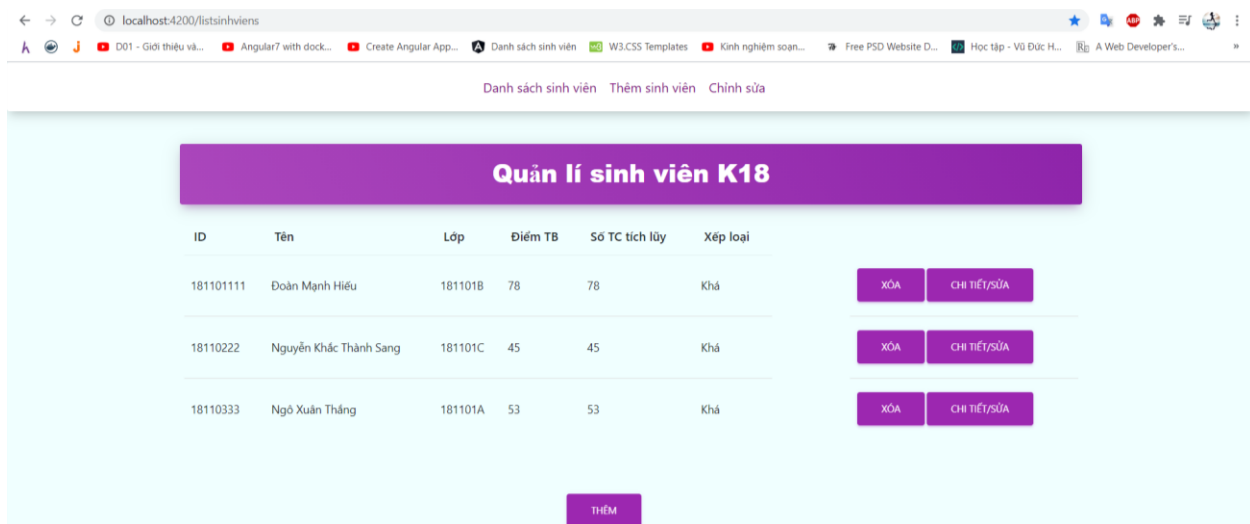 localhost:4200/listsinhviens
D01 - Giới thiệu và... Angular7 with dock... Create Angular App... Danh sách sinh viên W3.CSS Templates Kinh nghiệm soạn... Free PSD Website D... Học tập - Vũ Đức H... A Web Developer's... »
Danh sách sinh viên Thêm sinh viên Chỉnh sửa
Quản lí sinh viên K18
ID Tên Lớp Điểm TB Số TC tích lũy Xếp loại
181101111 Đoàn Mạnh Hiếu 181101B 78 78 Khá XÓA CHI TIẾT/SỬA
18110222 Nguyễn Khắc Thành Sang 181101C 45 45 Khá XÓA CHI TIẾT/SỬA
18110333 Ngô Xuân Thắng 181101A 53 53 Khá XÓA CHI TIẾT/SỬA
THÊM